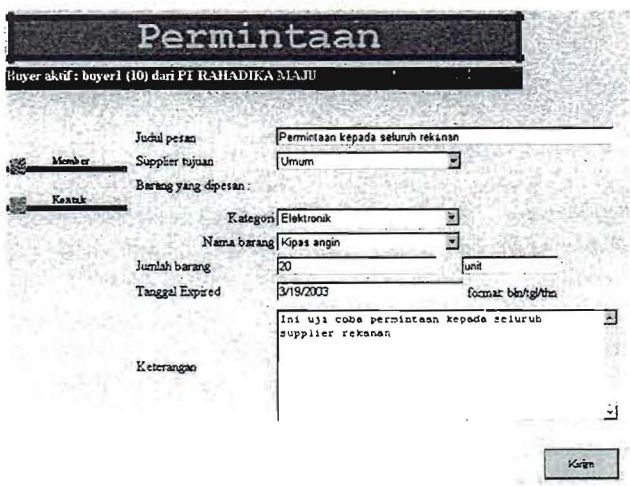 Permintaan
Buyer aktif : buyer1 (10) dari PT RAHADIKA MAJU
Judul pesan Permintaan kepada seluruh rekanan
Member Supplier tujuan Umum
Barang yang dipesan :
Kontak
Kategori Elektronik
Nama barang Kipas angin
Jumlah barang 20 unit
Tanggal Expired 3/19/2003 format: bln/tgl/thn
Ini uji coba permintaan kepada seluruh
supplier rekanan
Keterangan
Kirim